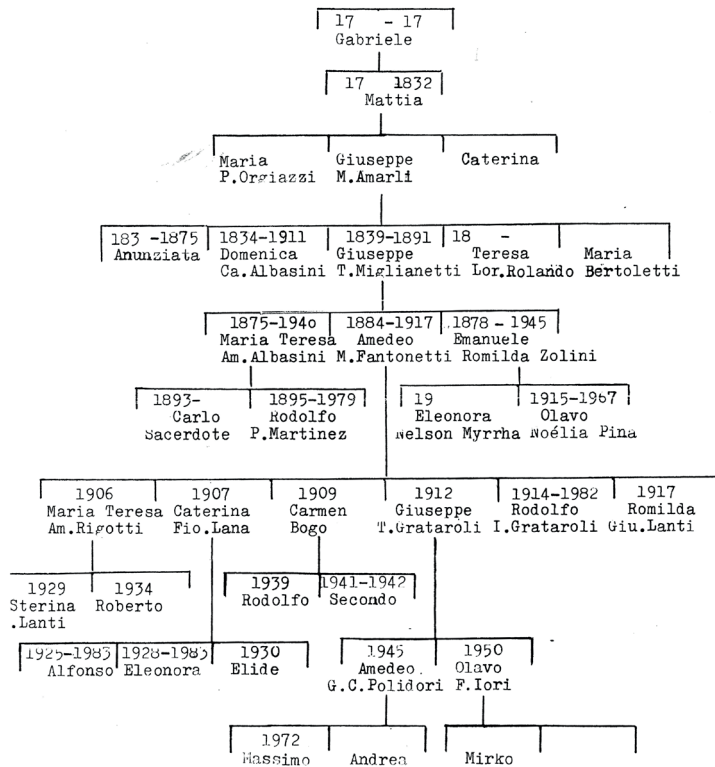 17 - 17
Gabriele
17 1832
Mattia
Maria Giuseppe Caterina
P.Orgiazzi M.Amarli
183 -1875 1834-1911 1839-1891 18 -
Anunziata Domenica Giuseppe Teresa Maria
Ca.Albasini T.Miglianetti Lor.Rolando Bertoletti
1875-1940 1884-1917 1878 - 1945
Maria Teresa Amedeo Emanuele
Am.Albasini M.Fantonetti Romilda Zolini
1893- 1895-1979 19 1915-1967
Carlo Rodolfo Eleonora Olavo
Sacerdote P.Martinez Nelson Myrrha Noélia Pina
1906 1907 1909 1912 1914-1982 1917
Maria Teresa Caterina Carmen Giuseppe Rodolfo Romilda
Am.Rigotti Fio.Lana Bogo T.Grataroli I.Grataroli Giu.Lanti
1929 1934 1939 1941-1942
Sterina Roberto Rodolfo Secondo
.Lanti
1925-1983 1928-1983 1930 1945 1950
Alfonso Eleonora Elide Amedeo. Olavo
G.C.Polidori F.Iori
1972
Massimo Andrea Mirko